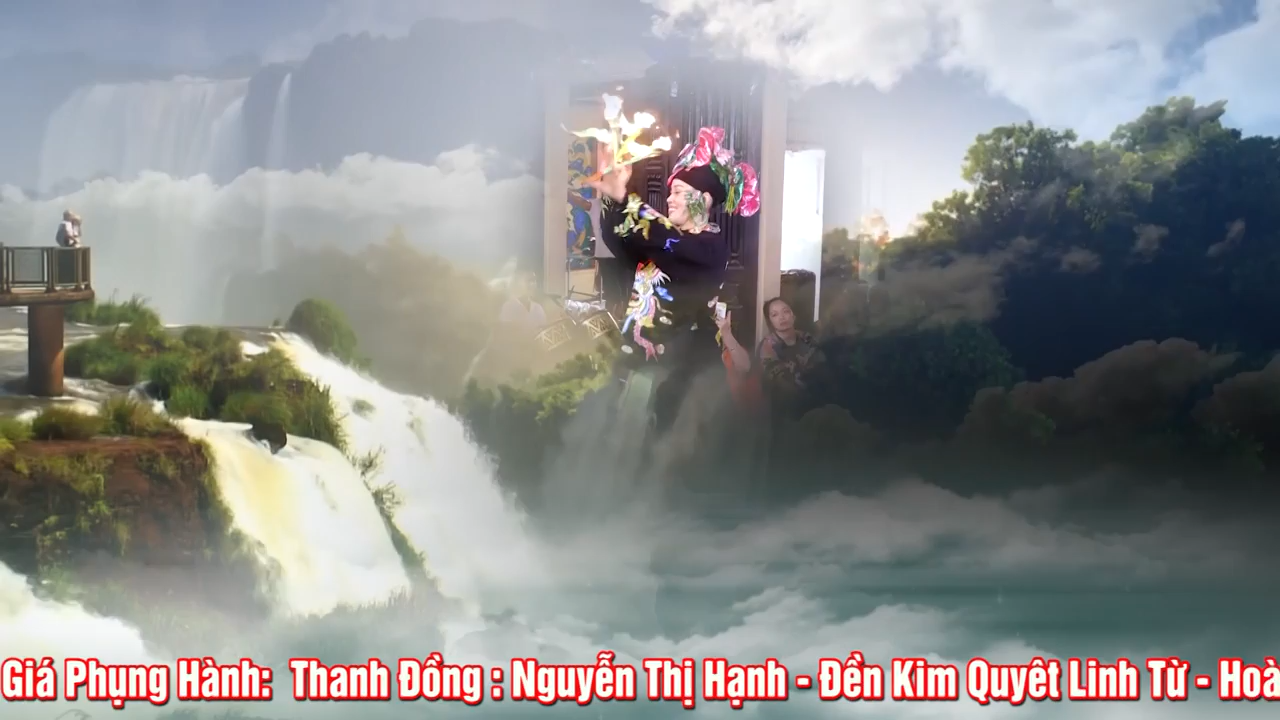 Giá Phụng Hành: Thanh Đồng : Nguyễn Thị Hạnh - Đền Kim Quyêt Linh Từ - Hoà